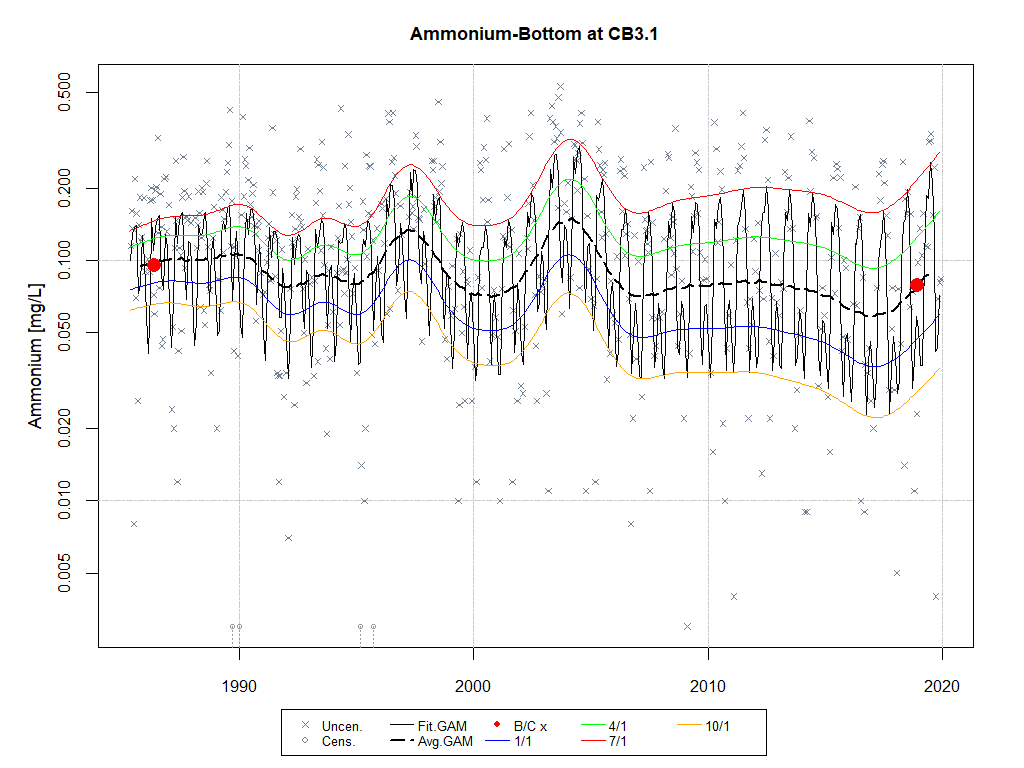 Ammonium-Bottom at CB3.1
Ammonium [mg/L]
0.500
0.200
0.100
0.050
0.020
0.010
0.005
1990 2000 2010 2020
Uncen. Fit.GAM B/C x 4/1 10/1
Cens. Avg.GAM 1/1 7/1